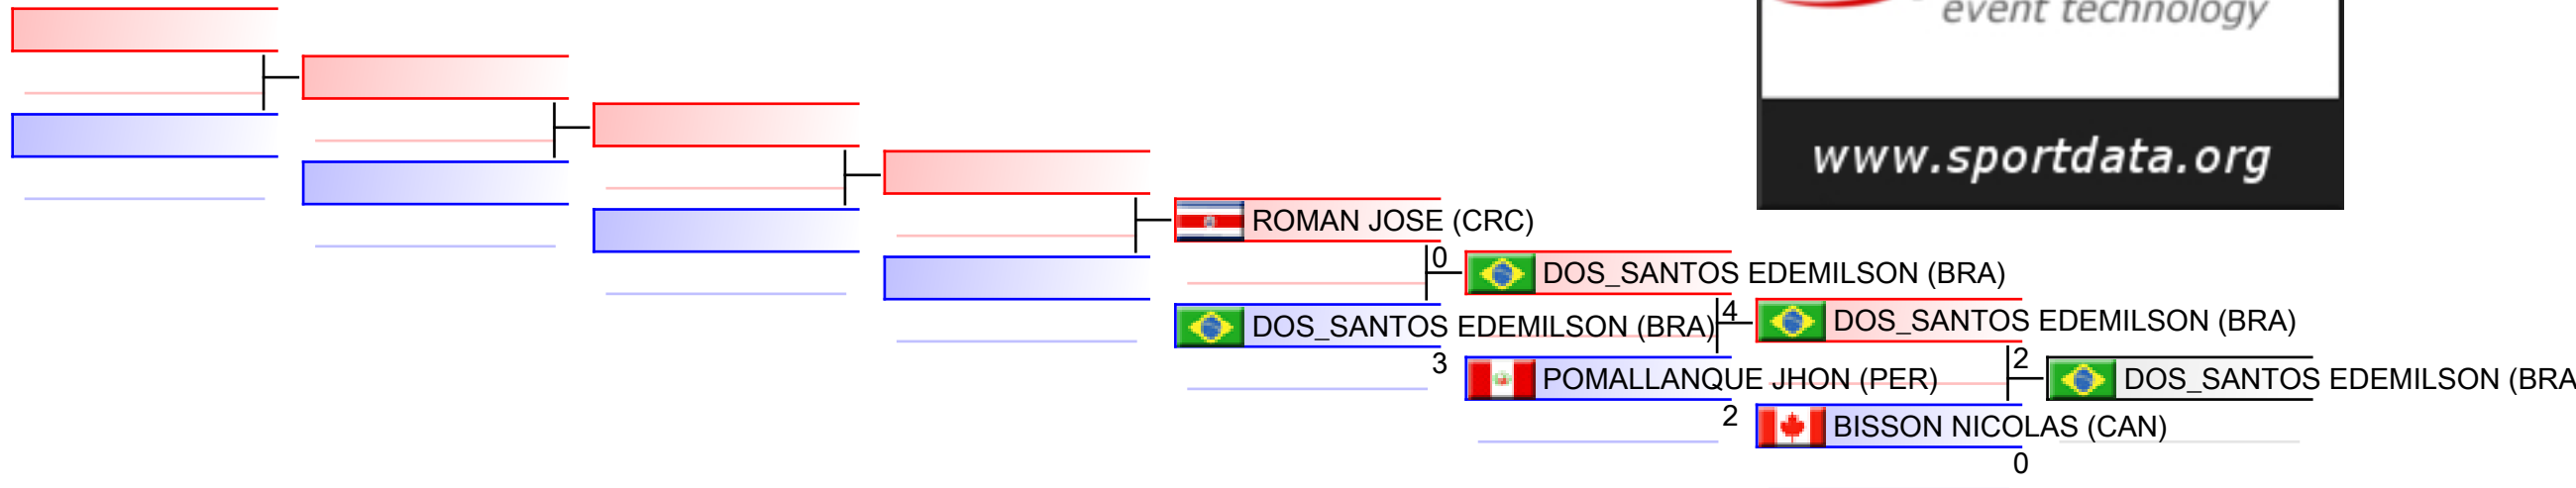 event technology
www.sportdata.org
ROMAN JOSE (CRC)
0
DOS_SANTOS EDEMILSON (BRA)
DOS_SANTOS EDEMILSON (BRA)
3
4
DOS_SANTOS EDEMILSON (BRA)
POMALLANQUE JHON (PER)
2
2
DOS_SANTOS EDEMILSON (BRA
BISSON NICOLAS (CAN)
0